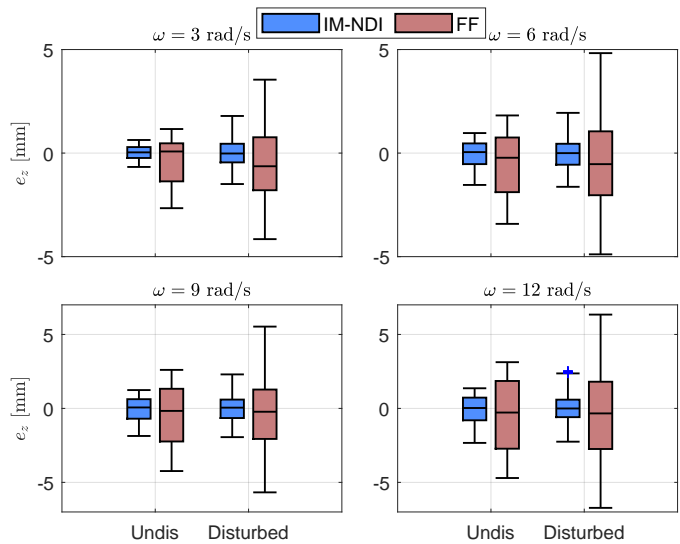 IM-NDI FF
ω = 3 rad/s
ω = 6 rad/s
5
0
-5
e_z [mm]
5
0
-5
ω = 9 rad/s
ω = 12 rad/s
5
0
-5
e_z [mm]
5
0
-5
Undis Disturbed
Undis Disturbed